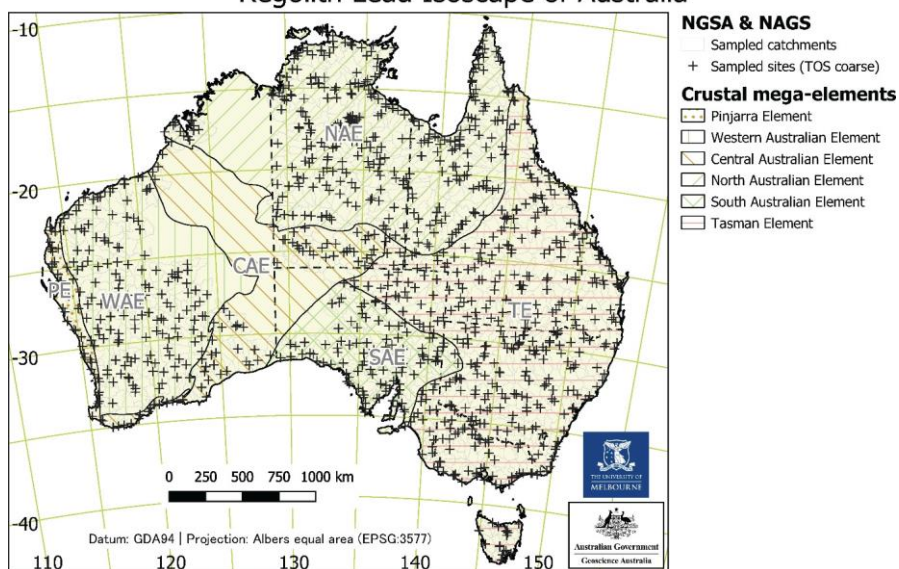 Regolith Lead Isoscape of Australia
NGSA & NAGS
Sampled catchments
Sampled sites (TOS coarse)
Crustal mega-elements
Pinjarra Element
Western Australian Element
Central Australian Element
North Australian Element
South Australian Element
Tasman Element
-10
-20
-30
-40
NAE
CAE
PE
WAE
TE
SAE
0 250 500 750 1000 km
THE UNIVERSITY OF
MELBOURNE
Australian Government
Geoscience Australia
Datum: GDA94 | Projection: Albers equal area (EPSG:3577)
110 120 130 140 150